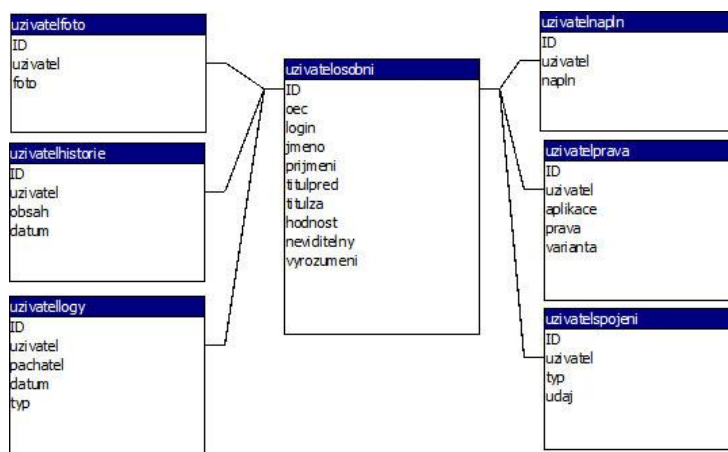 uzivatelfoto
ID
uzivatel
foto
uzivatelhistorie
ID
uzivatel
obsah
datum
uzivatellogy
ID
uzivatel
pachatel
datum
typ
uzivatelosobni
ID
oec
login
jmeno
prijmeni
titulpred
titulza
hodnost
neviditelny
vyrozumeni
uzivatelnapln
ID
uzivatel
napln
uzivatelprava
ID
uzivatel
aplikace
prava
varianta
uzivatelspojeni
ID
uzivatel
typ
udaj